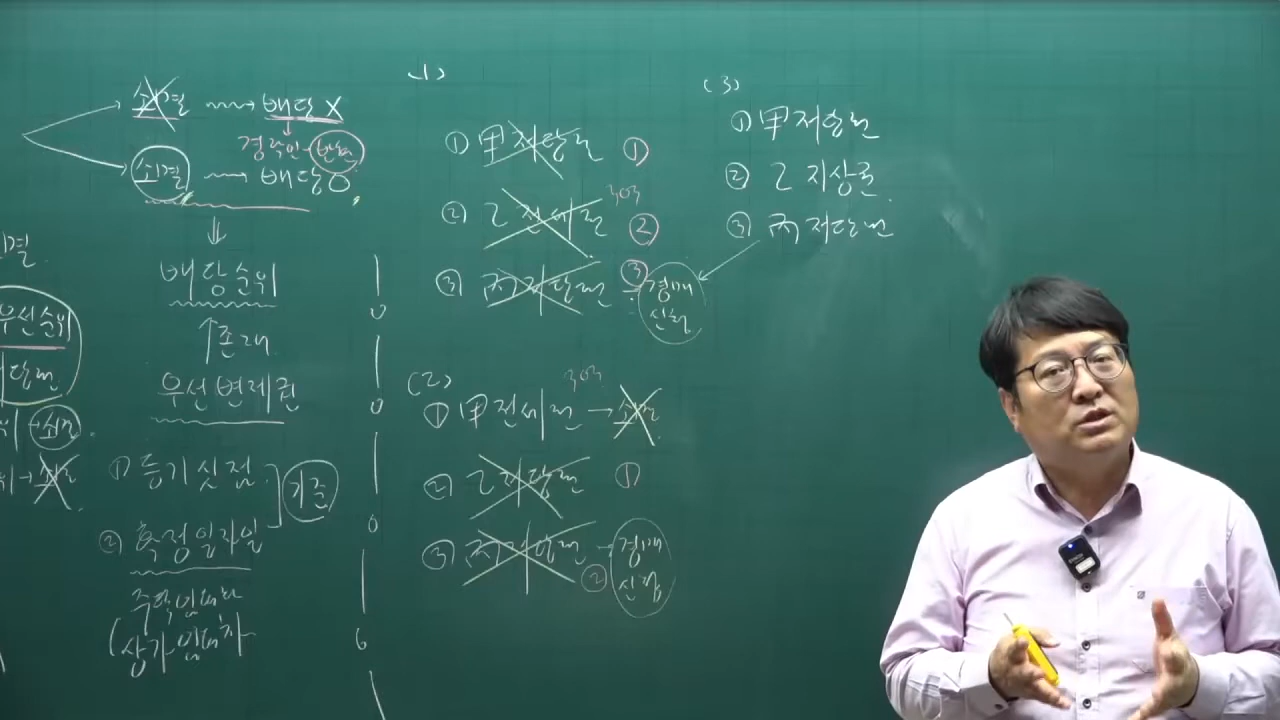 소멸 → 배당 X
경락인
소멸 → 배당 O
배당순위
↑존재
우선변제권
① 등기싯점
② 확정일자일
기준
주택임대차
상가임대차
우선순위
(1)
① 甲 저당권 ①
② 乙 전세권 303 ②
③ 丙 저당권 ③ 경매신청
(2)
① 甲 전세권 303 → 소멸
② 乙 저당권 ①
③ 丙 저당권 → 경매신청 ②
(3)
① 甲 저당권
② 乙 지상권
③ 丙 저당권